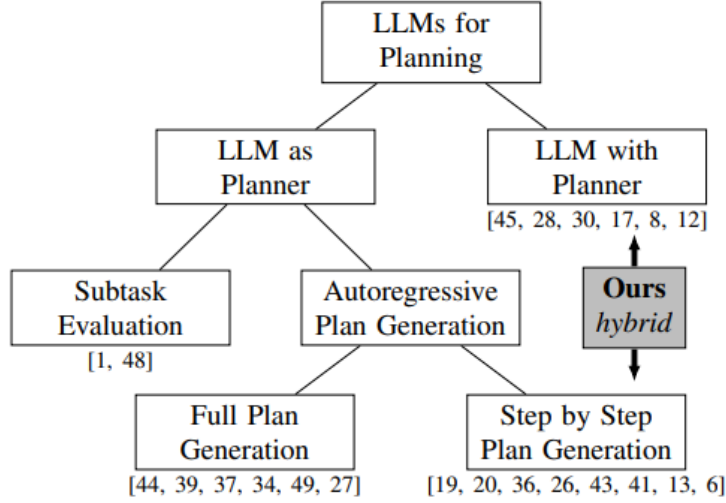 LLMs for
Planning
LLM as
Planner
LLM with
Planner
[45, 28, 30, 17, 8, 12]
Subtask
Evaluation
[1, 48]
Autoregressive
Plan Generation
Ours
hybrid
Full Plan
Generation
[44, 39, 37, 34, 49, 27]
Step by Step
Plan Generation
[19, 20, 36, 26, 43, 41, 13, 6]